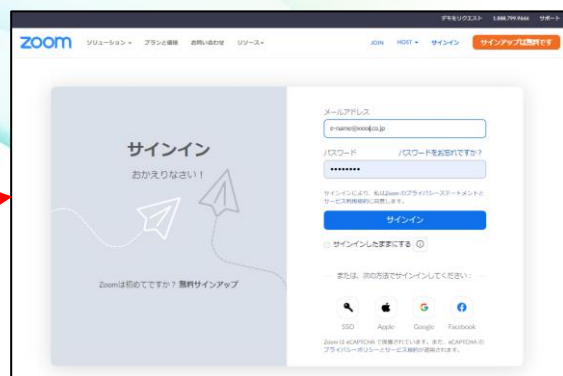 デモをリクエスト 1.888.799.9666 サポート
zoom ソリューション プランと価格 お問い合わせ リソース JOIN HOST サインイン サインアップは無料です
サインイン
おかえりなさい！
Zoomは初めてですか？ 無料サインアップ
メールアドレス
e-name@xxxx.co.jp
パスワード パスワードをお忘れですか？
サインインにより、私はZoomのプライバシーステートメントと
サービス利用規約に同意します。
サインイン
サインインしたままにする
または、次の方法でサインインしてください：
SSO Apple Google Facebook
Zoom は eCAPTCHA で保護されています。また、eCAPTCHA の
プライバシーポリシーとサービス規約が適用されます。